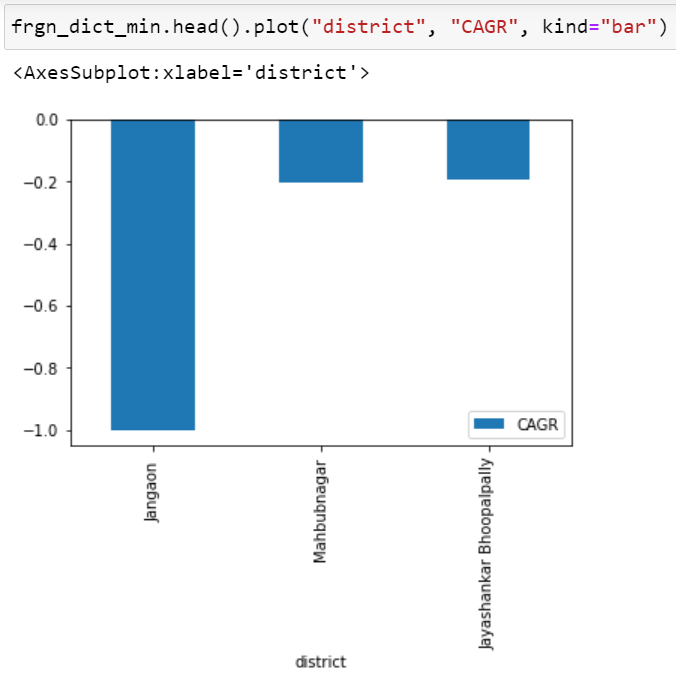 frgn_dict_min.head().plot("district", "CAGR", kind="bar")
<AxesSubplot:xlabel='district'>
0.0
−0.2
−0.4
−0.6
−0.8
−1.0
CAGR
Jangaon
Mahbubnagar
Jayashankar Bhoopalpally
district